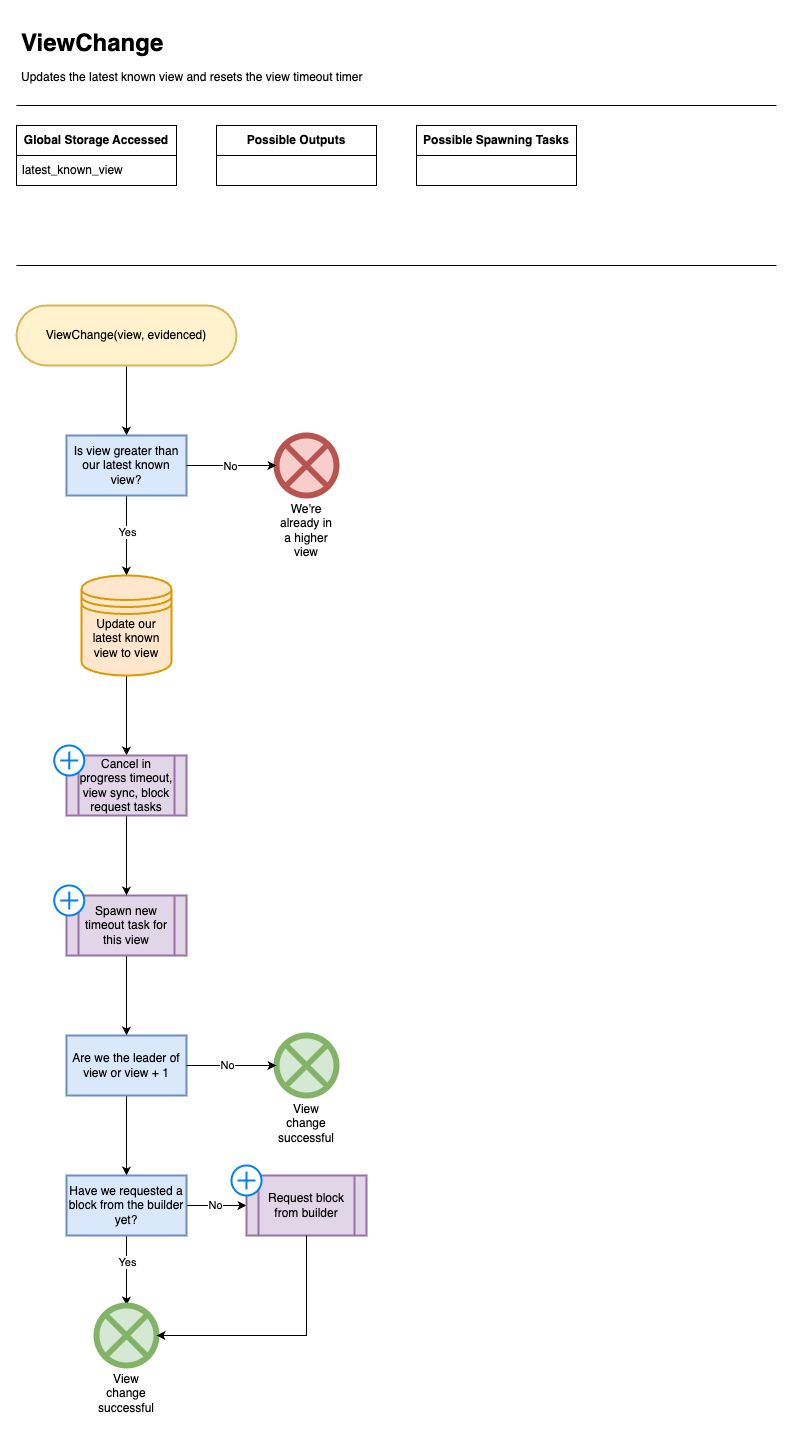 ViewChange
Updates the latest known view and resets the view timeout timer
Global Storage Accessed
Possible Outputs
Possible Spawning Tasks
latest_known_view
ViewChange(view, evidenced)
Is view greater than
our latest known
view?
No
We're
already in
a higher
view
Yes
Update our
latest known
view to view
Cancel in
progress timeout,
view sync, block
request tasks
Spawn new
timeout task for
this view
Are we the leader of
view or view + 1
No
View
change
successful
Have we requested a
block from the builder
yet?
No
Request block
from builder
Yes
View
change
successful